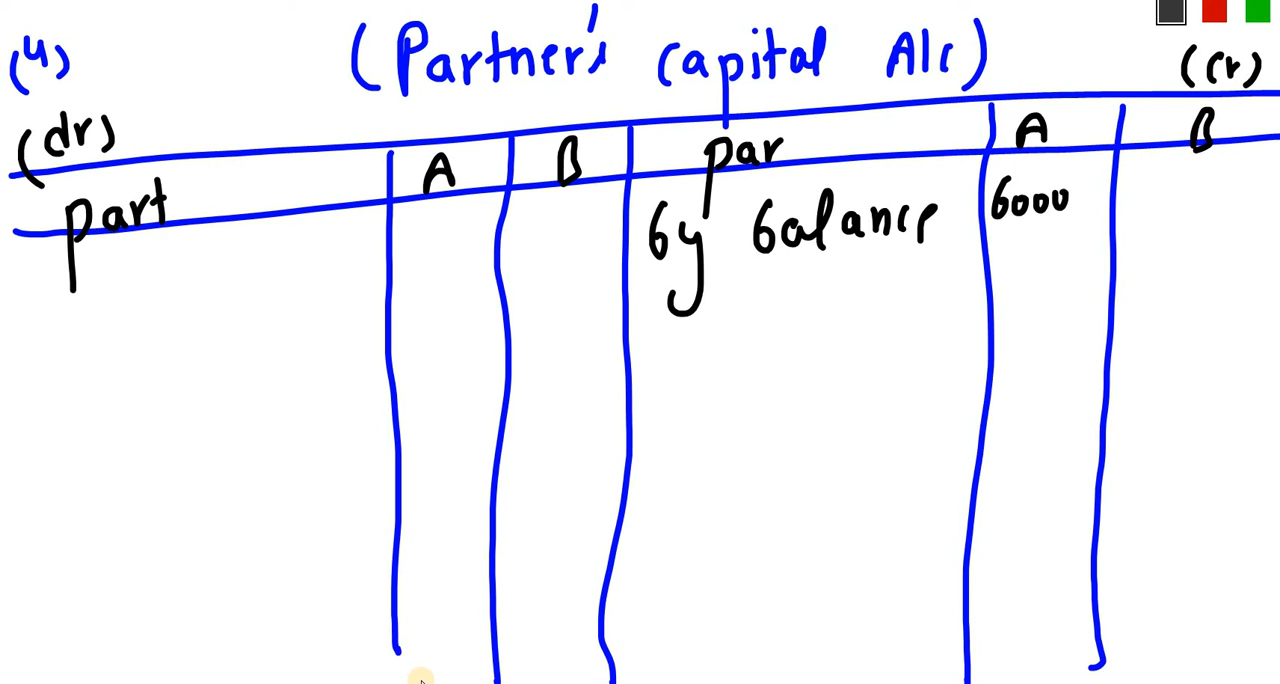 (4) (Partner's capital A/c)
(dr) (cr)
part A B par A B
by balance 6000